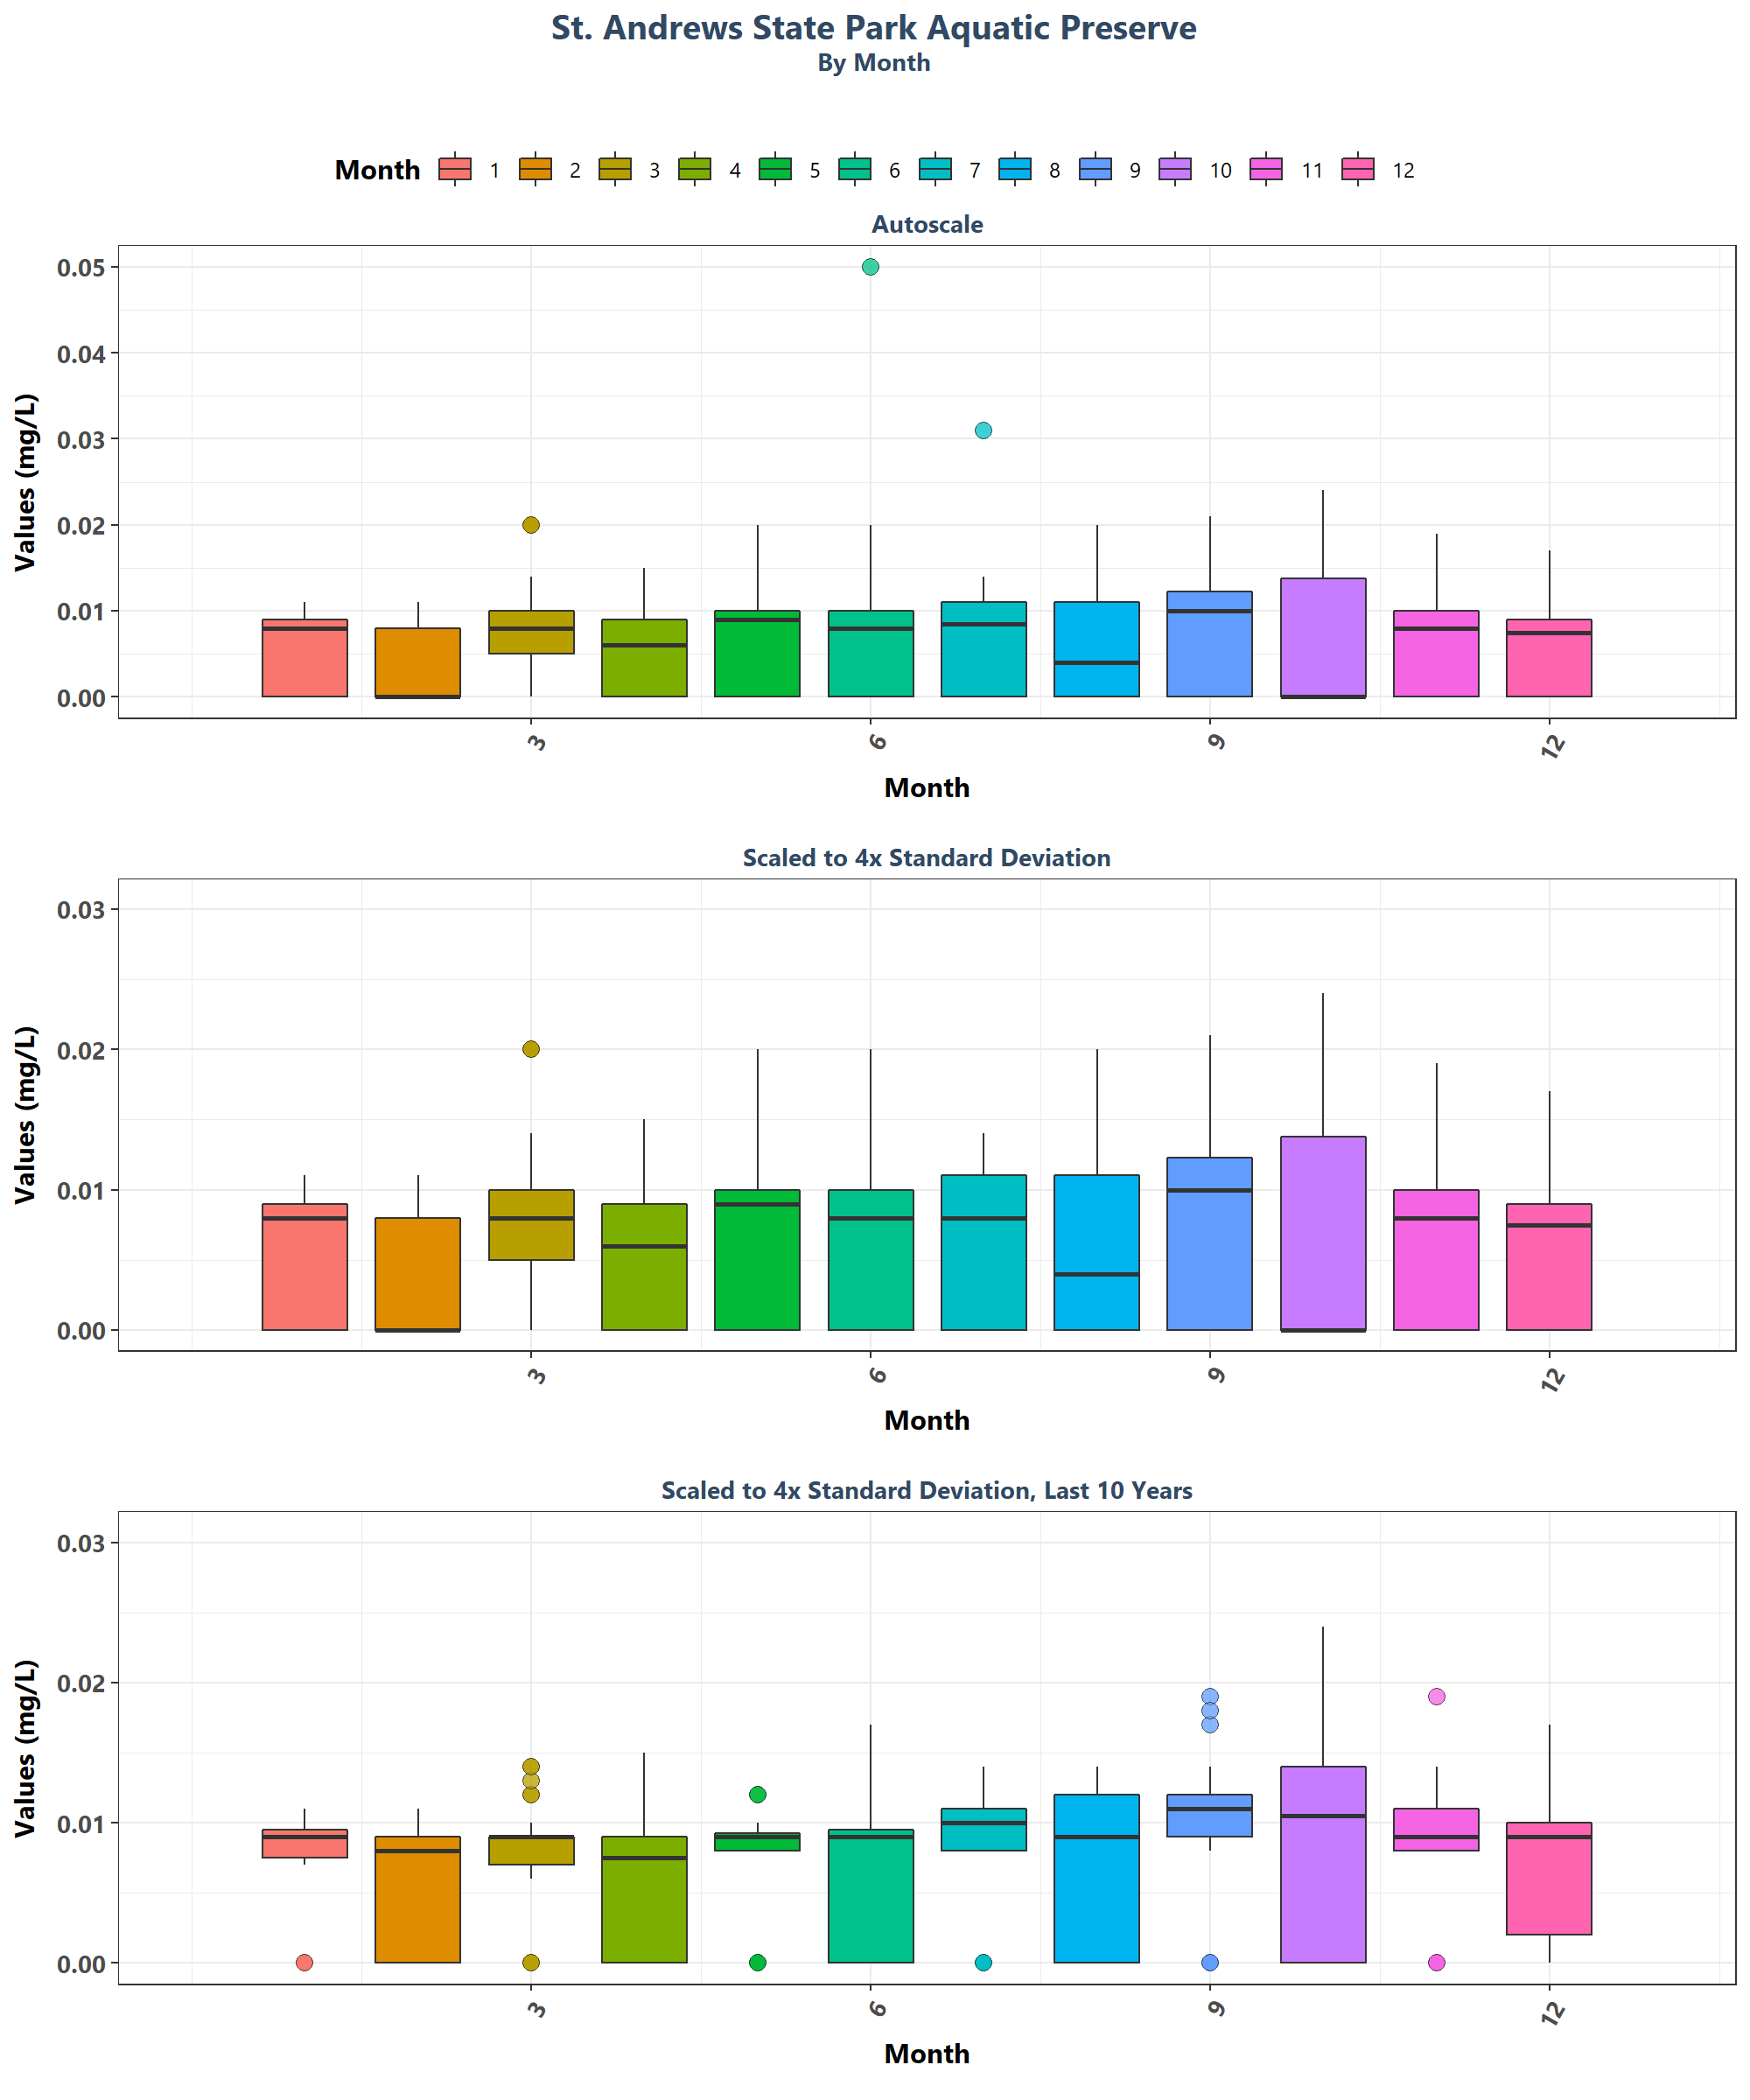 St. Andrews State Park Aquatic Preserve
By Month
Month 1 2 3 4 5 6 7 8 9 10 11 12
Autoscale
Values (mg/L)
0.05
0.04
0.03
0.02
0.01
0.00
3 6 9 12
Month
Scaled to 4x Standard Deviation
Values (mg/L)
0.03
0.02
0.01
0.00
3 6 9 12
Month
Scaled to 4x Standard Deviation, Last 10 Years
Values (mg/L)
0.03
0.02
0.01
0.00
3 6 9 12
Month